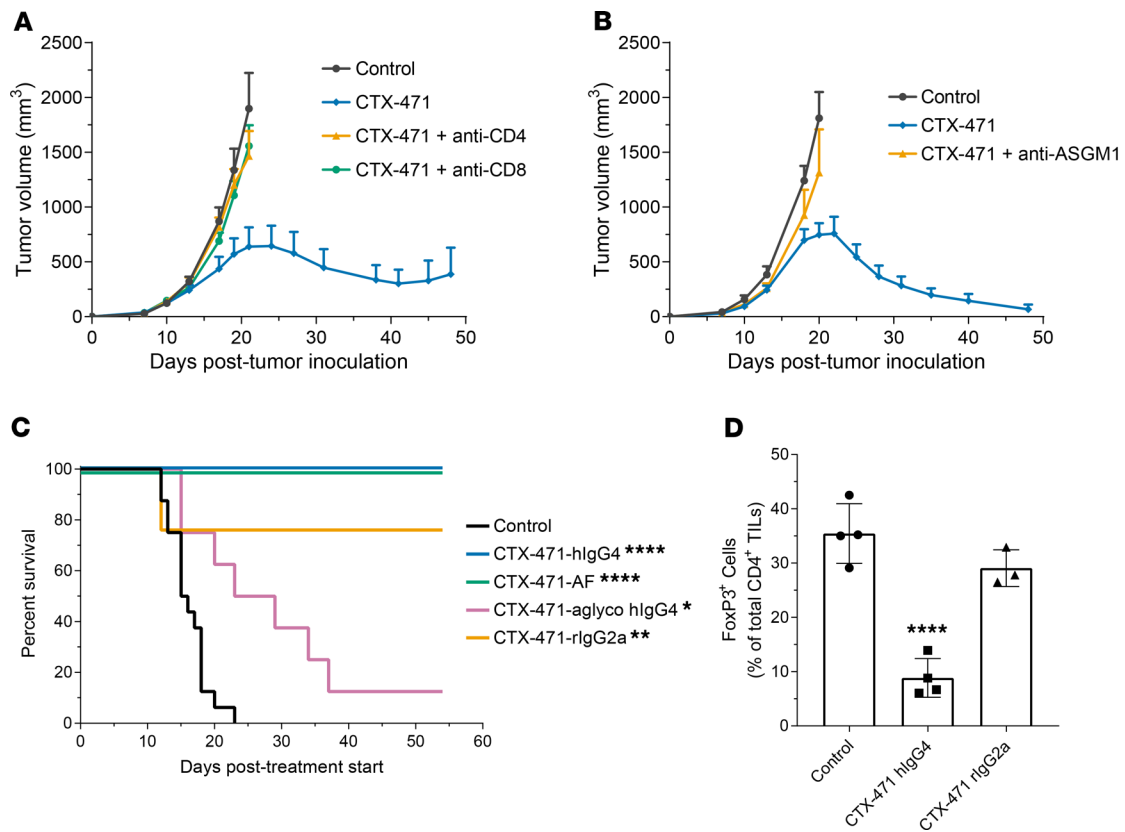 A
Tumor volume (mm³)
2500
2000
1500
1000
500
0
0 10 20 30 40 50
Days post-tumor inoculation
Control
CTX-471
CTX-471 + anti-CD4
CTX-471 + anti-CD8
B
Tumor volume (mm³)
2500
2000
1500
1000
500
0
0 10 20 30 40 50
Days post-tumor inoculation
Control
CTX-471
CTX-471 + anti-ASGM1
C
Percent survival
100
80
60
40
20
0
0 10 20 30 40 50 60
Days post-treatment start
Control
CTX-471-hIgG4 ****
CTX-471-AF ****
CTX-471-aglyco hIgG4 *
CTX-471-rIgG2a **
D
FoxP3⁺ Cells
(% of total CD4⁺ TILs)
50
40
30
20
10
0
****
Control
CTX-471 hIgG4
CTX-471 rIgG2a